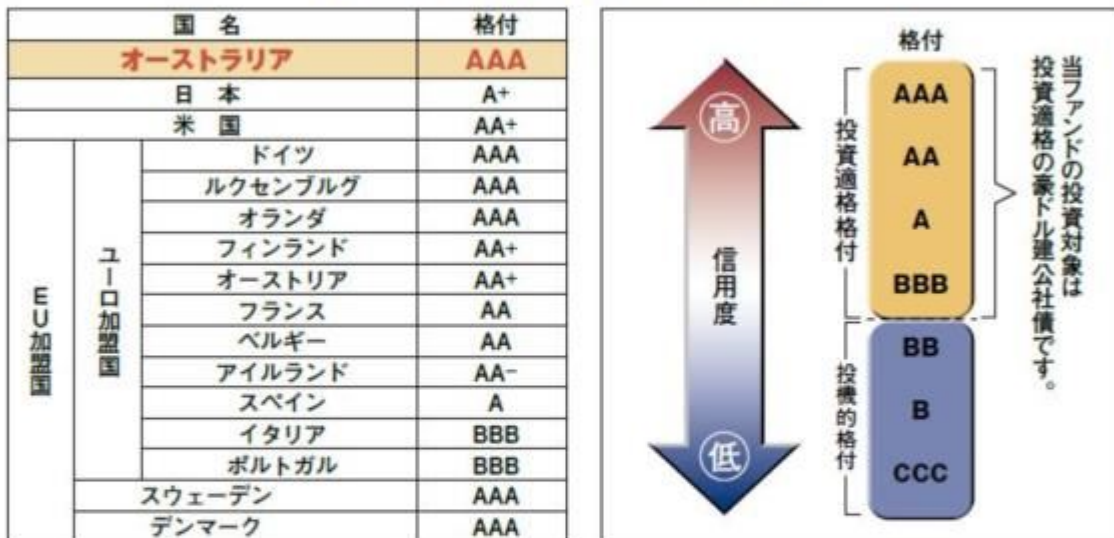 国 名 格付
オーストラリア AAA
日 本 A+
米 国 AA+
EU加盟国
ユーロ加盟国
ドイツ AAA
ルクセンブルグ AAA
オランダ AAA
フィンランド AA+
オーストリア AA+
フランス AA
ベルギー AA
アイルランド AA-
スペイン A
イタリア BBB
ポルトガル BBB
スウェーデン AAA
デンマーク AAA
高
信用度
低
格付
投資適格格付
AAA
AA
A
BBB
投機的格付
BB
B
CCC
当ファンドの投資対象は
投資適格の豪ドル建公社債です。